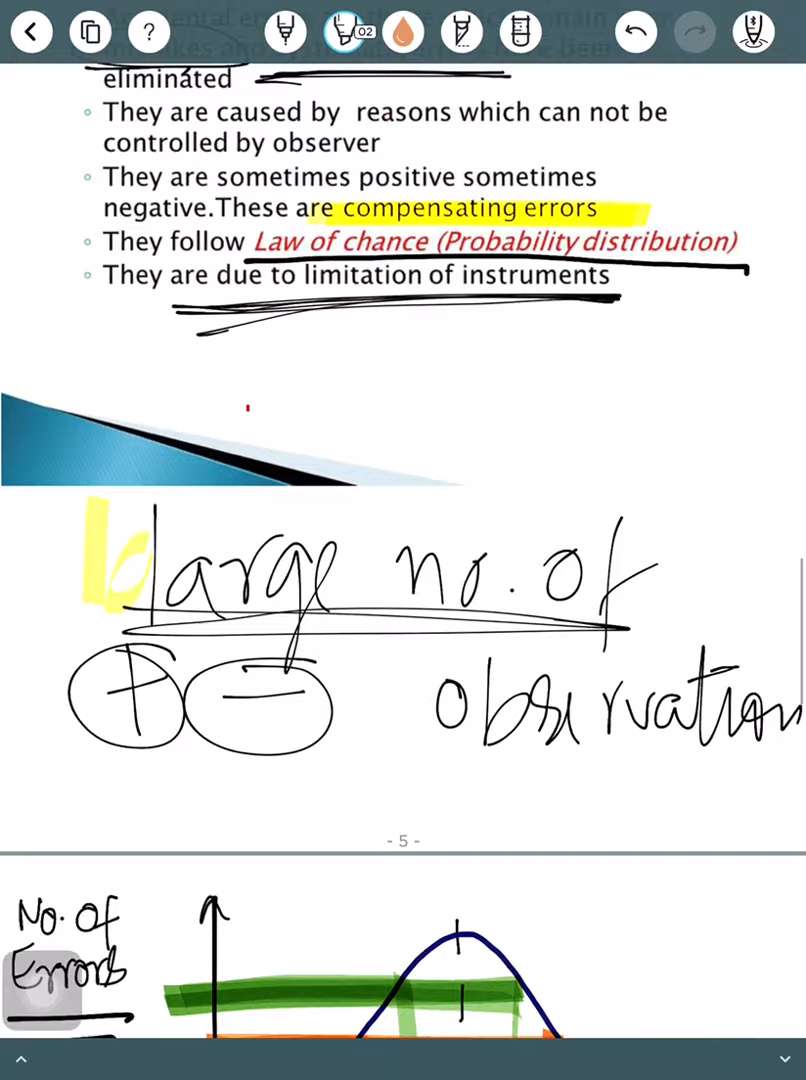 eliminated
They are caused by reasons which can not be
controlled by observer
They are sometimes positive sometimes
negative.These are compensating errors
They follow Law of chance (Probability distribution)
They are due to limitation of instruments
large no. of
+ − observation
- 5 -
No. of
Errors